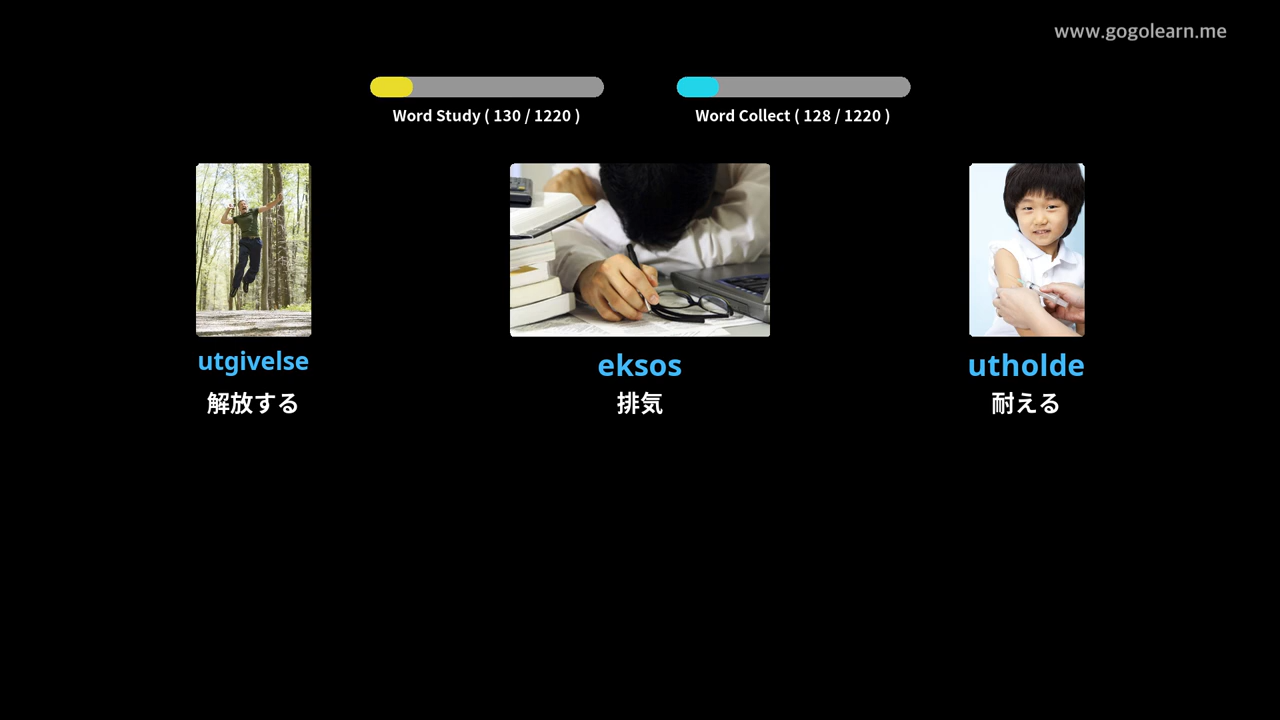 www.gogolearn.me
Word Study ( 130 / 1220 )
Word Collect ( 128 / 1220 )
utgivelse
解放する
eksos
排気
utholde
耐える